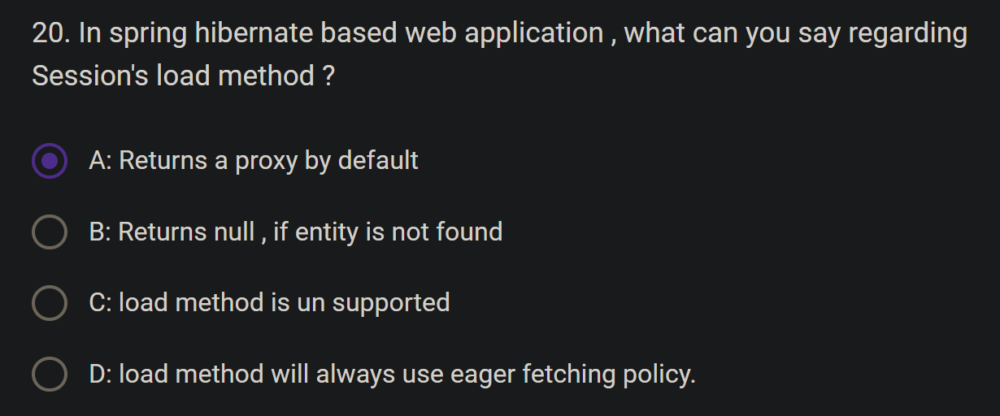 20. In spring hibernate based web application , what can you say regarding
Session's load method ?
A: Returns a proxy by default
B: Returns null , if entity is not found
C: load method is un supported
D: load method will always use eager fetching policy.